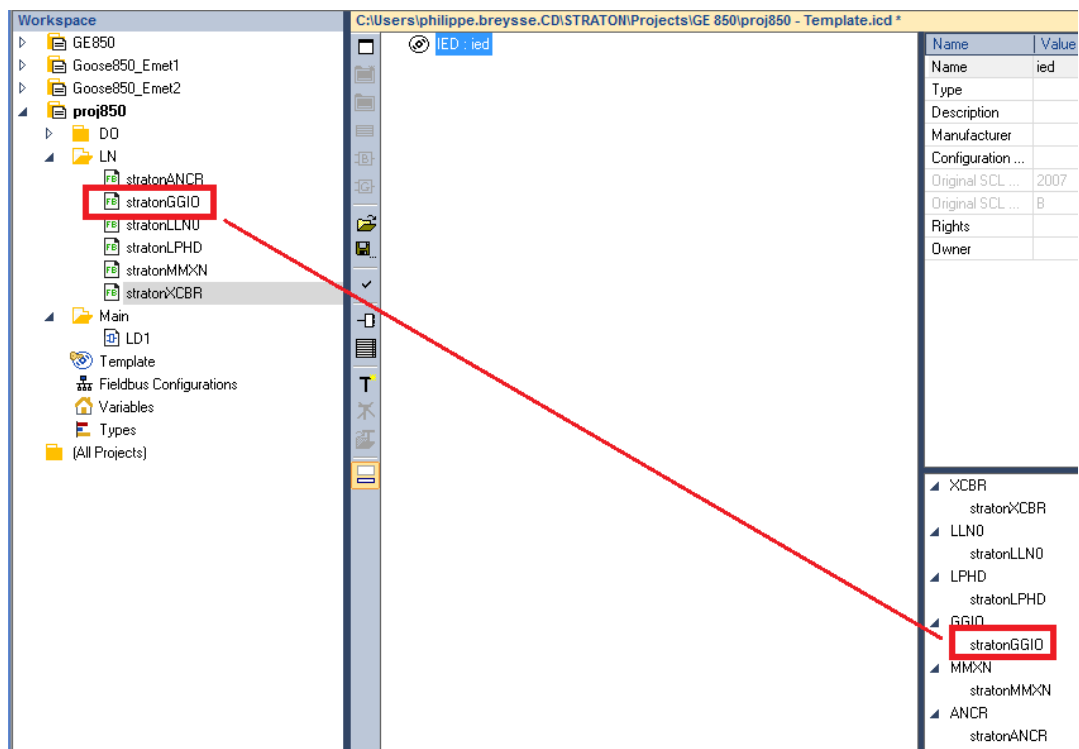 Workspace
GE850
Goose850_Emet1
Goose850_Emet2
proj850
DO
LN
stratonANCR
stratonGGIO
stratonLLN0
stratonLPHD
stratonMMXN
stratonXCBR
Main
LD1
Template
Fieldbus Configurations
Variables
Types
(All Projects)
C:\Users\philippe.breysse.CD\STRATON\Projects\GE 850\proj850 - Template.icd *
IED : ied
Name Value
Name ied
Type
Description
Manufacturer
Configuration ...
Original SCL ... 2007
Original SCL ... B
Rights
Owner
XCBR
stratonXCBR
LLN0
stratonLLN0
LPHD
stratonLPHD
GGIO
stratonGGIO
MMXN
stratonMMXN
ANCR
stratonANCR